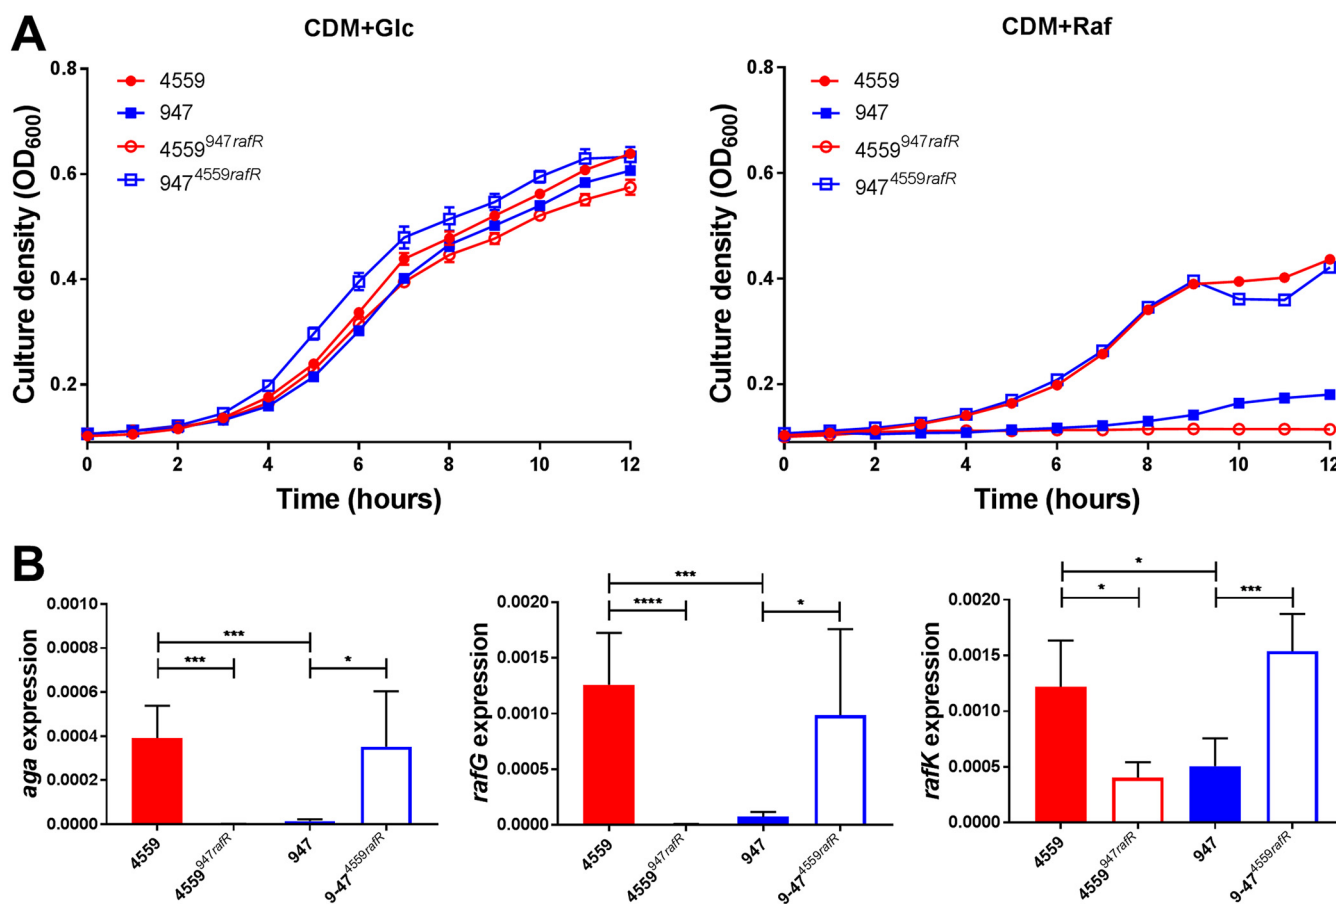 A
CDM+Glc
CDM+Raf
Culture density (OD600)
0.8
0.6
0.4
0.2
4559
947
4559947rafR
9474559rafR
0 2 4 6 8 10 12
Time (hours)
Culture density (OD600)
0.8
0.6
0.4
0.2
4559
947
4559947rafR
9474559rafR
0 2 4 6 8 10 12
Time (hours)
B
aga expression
0.0010
0.0008
0.0006
0.0004
0.0002
0.0000
***
***
*
4559
4559947rafR
947
9-474559rafR
rafG expression
0.0020
0.0015
0.0010
0.0005
0.0000
***
****
*
4559
4559947rafR
947
9-474559rafR
rafK expression
0.0020
0.0015
0.0010
0.0005
0.0000
*
*
***
4559
4559947rafR
947
9-474559rafR